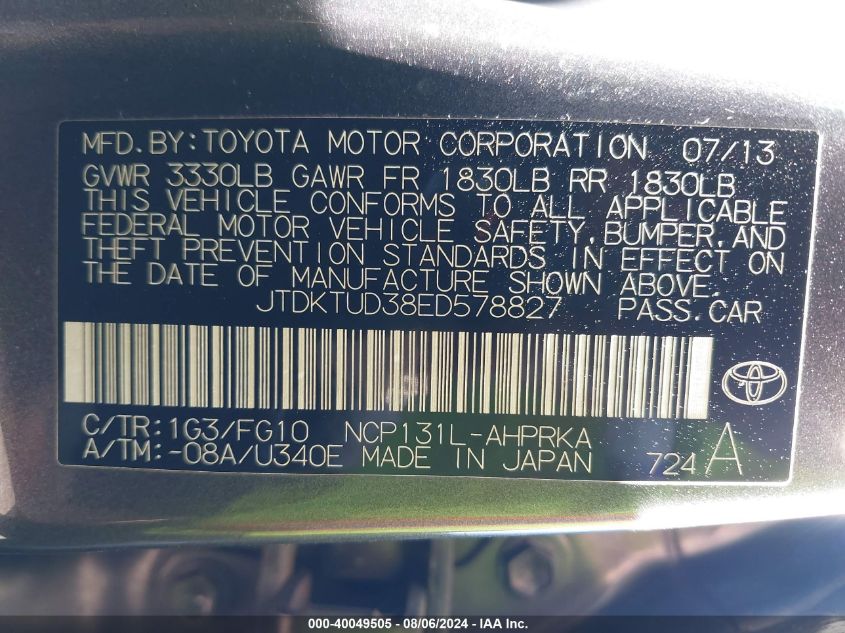 MFD.BY:TOYOTA MOTOR CORPORATION 07/13
GVWR 3330LB GAWR FR 1830LB RR 1830LB
THIS VEHICLE CONFORMS TO ALL APPLICABLE
FEDERAL MOTOR VEHICLE SAFETY,BUMPER,AND
THEFT PREVENTION STANDARDS IN EFFECT ON
THE DATE OF MANUFACTURE SHOWN ABOVE.
JTDKTUD38ED578827 PASS.CAR
C/TR:1G3/FG10 NCP131L-AHPRKA
A/TM:-08A/U340E MADE IN JAPAN 724 A
000-40049505 - 08/06/2024 - IAA Inc.